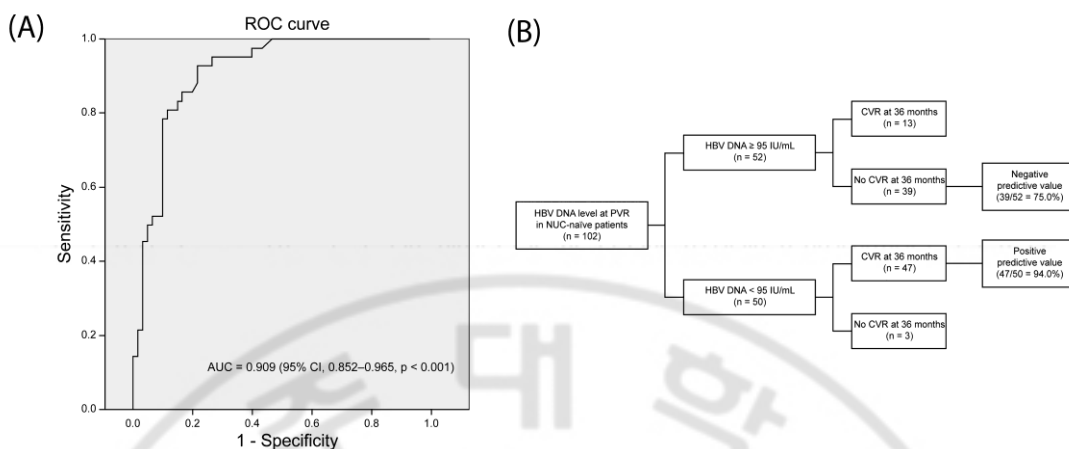 (A)
ROC curve
1.0
0.8
0.6
0.4
0.2
0.0
Sensitivity
AUC = 0.909 (95% CI, 0.852–0.965, p < 0.001)
0.0 0.2 0.4 0.6 0.8 1.0
1 - Specificity
(B)
HBV DNA level at PVR
in NUC-naïve patients
(n = 102)
HBV DNA ≥ 95 IU/mL
(n = 52)
CVR at 36 months
(n = 13)
No CVR at 36 months
(n = 39)
Negative
predictive value
(39/52 = 75.0%)
HBV DNA < 95 IU/mL
(n = 50)
CVR at 36 months
(n = 47)
Positive
predictive value
(47/50 = 94.0%)
No CVR at 36 months
(n = 3)
대